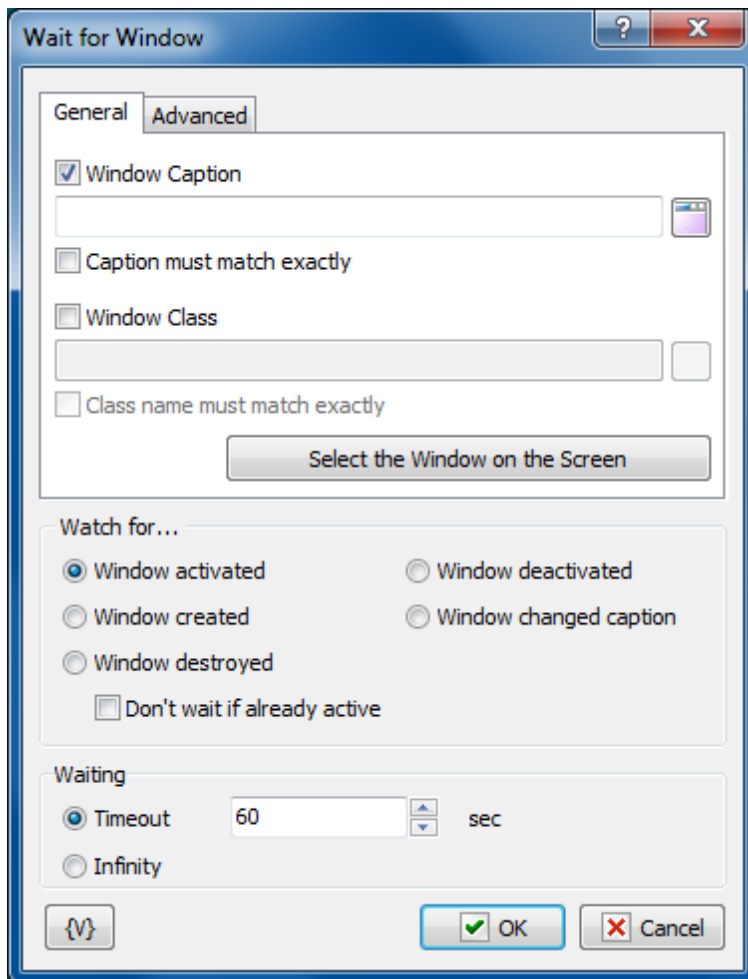 Wait for Window
?
General Advanced
Window Caption
Caption must match exactly
Window Class
Class name must match exactly
Select the Window on the Screen
Watch for...
Window activated Window deactivated
Window created Window changed caption
Window destroyed
Don't wait if already active
Waiting
Timeout 60 sec
Infinity
{V} OK Cancel